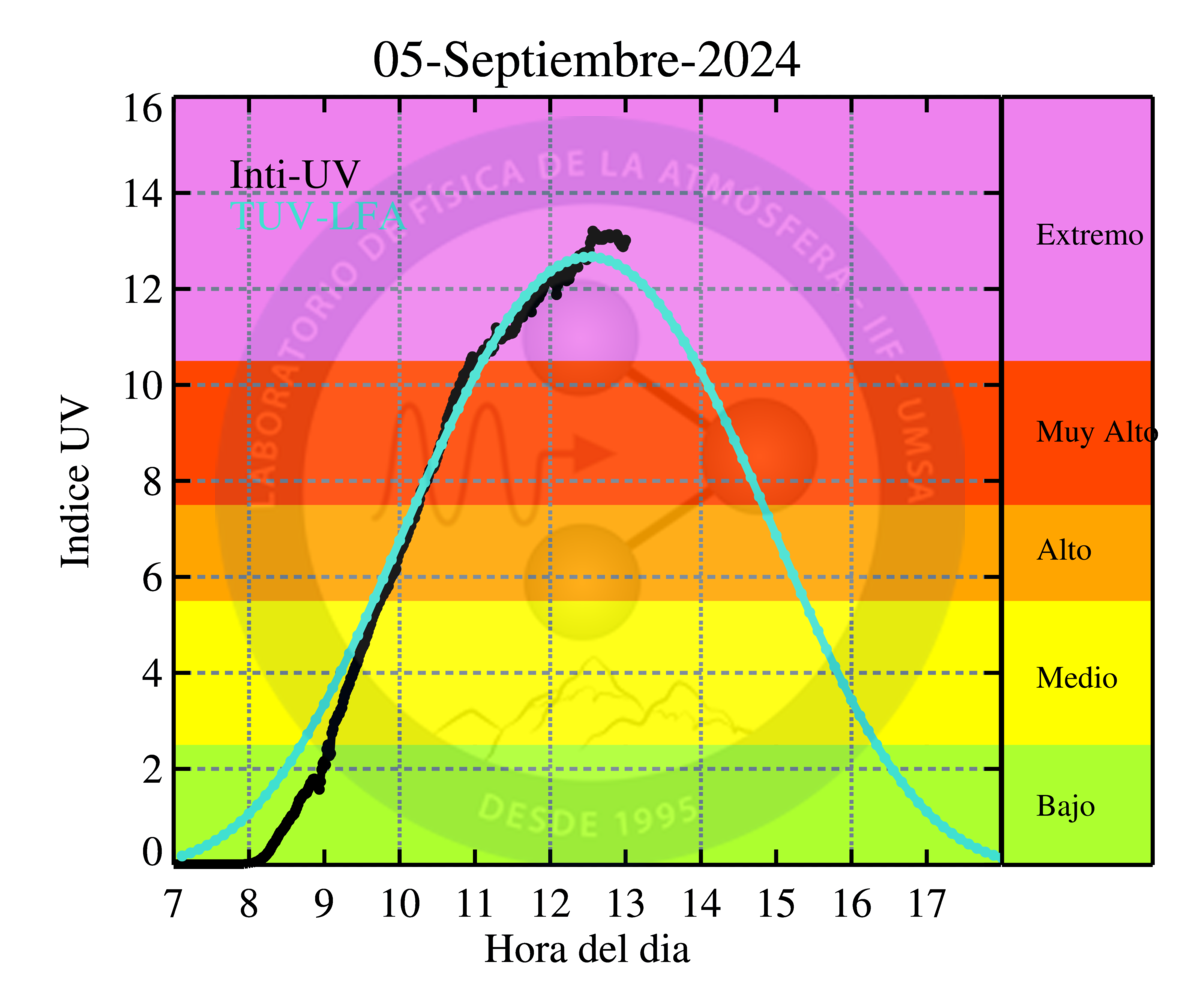 05-Septiembre-2024
16
14
12
10
8
6
4
2
0
Indice UV
Inti-UV
TUV-LFA
LABORATORIO DE FÍSICA DE LA ATMÓSFERA - IIF - UMSA
DESDE 1995
Extremo
Muy Alto
Alto
Medio
Bajo
7 8 9 10 11 12 13 14 15 16 17
Hora del dia